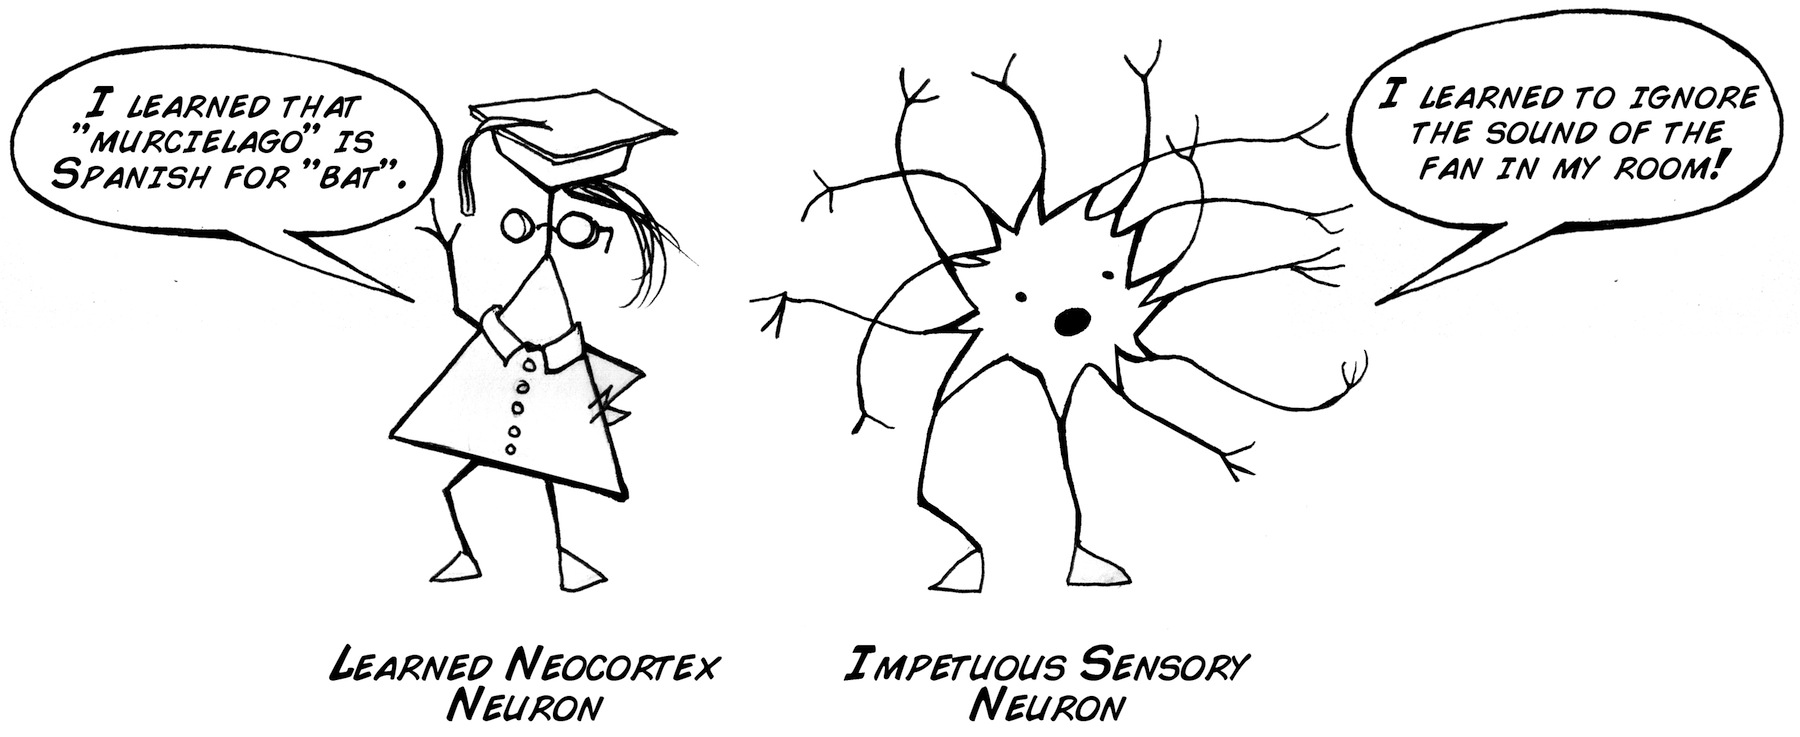 I LEARNED THAT
"MURCIELAGO" IS
SPANISH FOR "BAT".
I LEARNED TO IGNORE
THE SOUND OF THE
FAN IN MY ROOM!
LEARNED NEOCORTEX
NEURON
IMPETUOUS SENSORY
NEURON